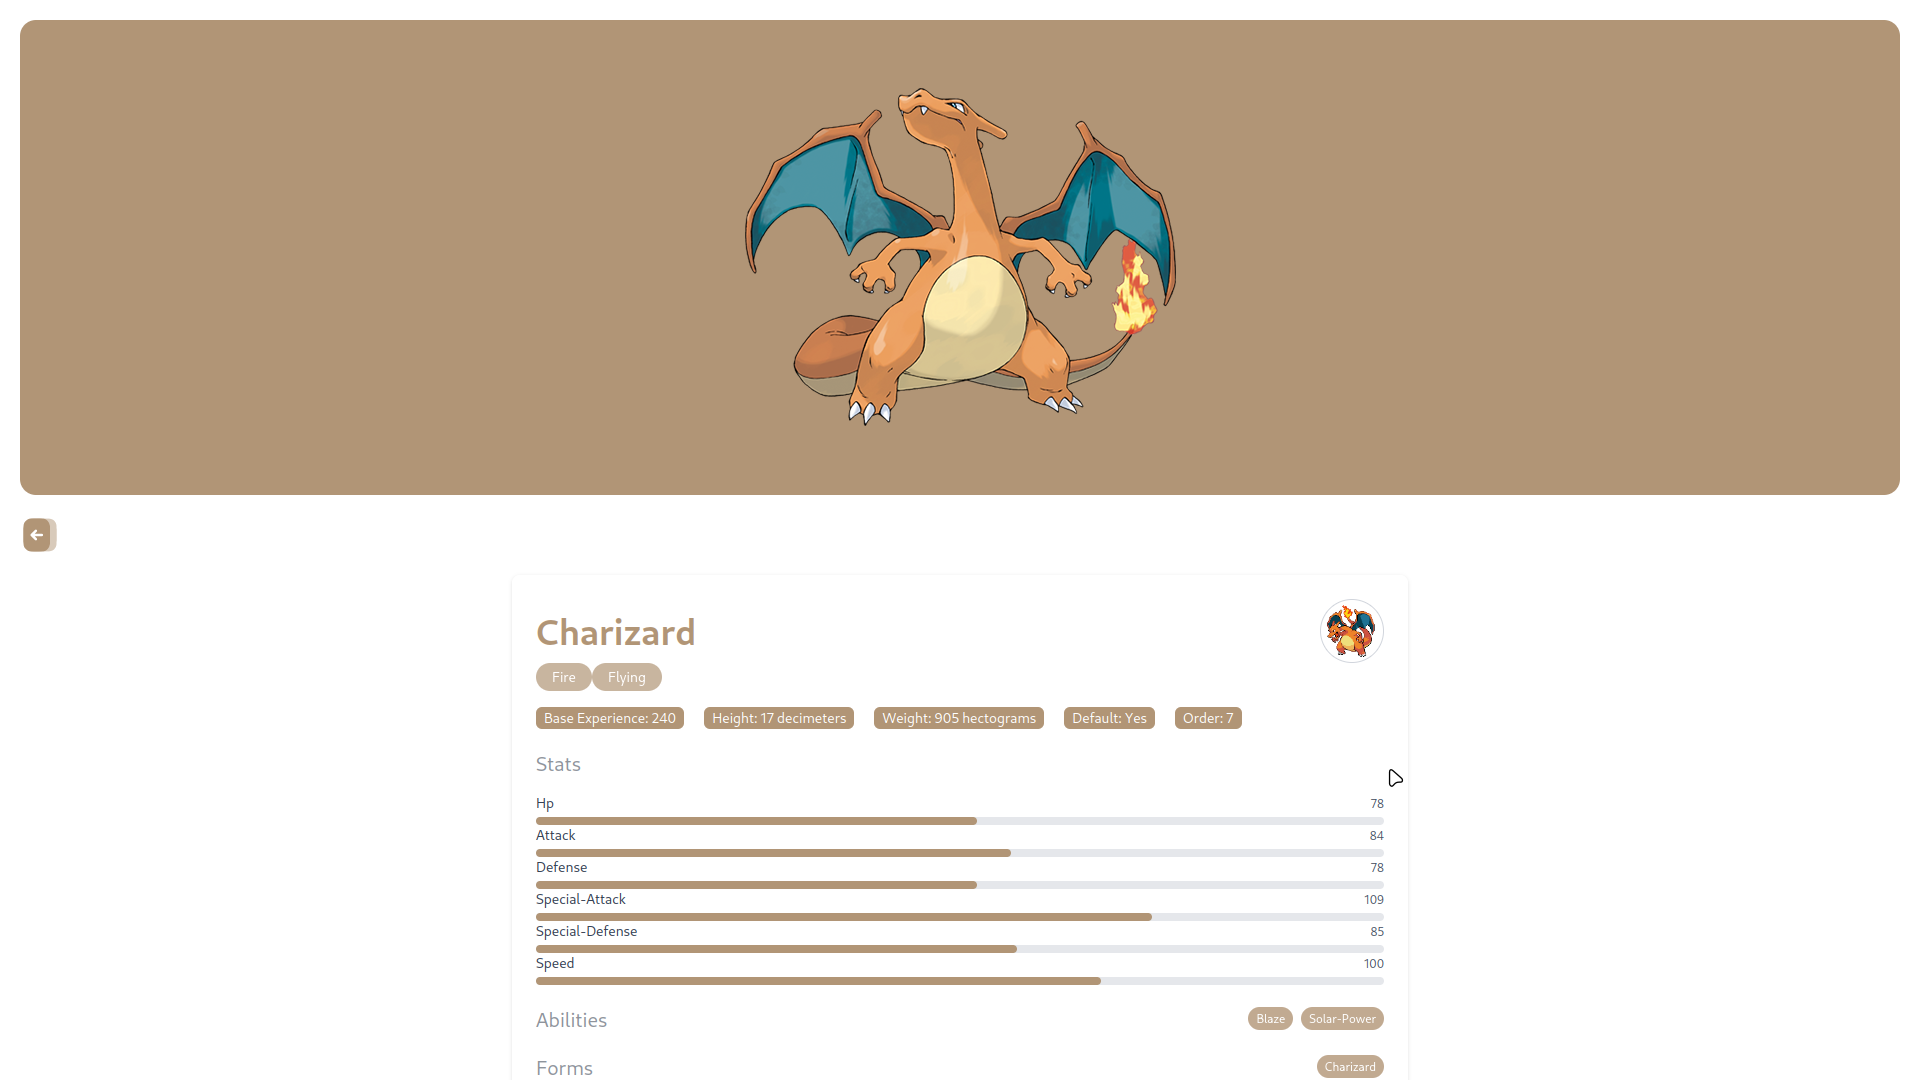 Charizard
Fire Flying
Base Experience: 240 Height: 17 decimeters Weight: 905 hectograms Default: Yes Order: 7
Stats
Hp 78
Attack 84
Defense 78
Special-Attack 109
Special-Defense 85
Speed 100
Abilities Blaze Solar-Power
Forms Charizard